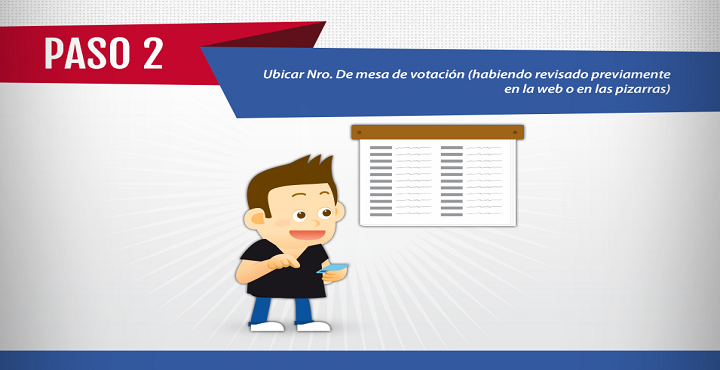 PASO 2
Ubicar Nro. De mesa de votación (habiendo revisado previamente
en la web o en las pizarras)